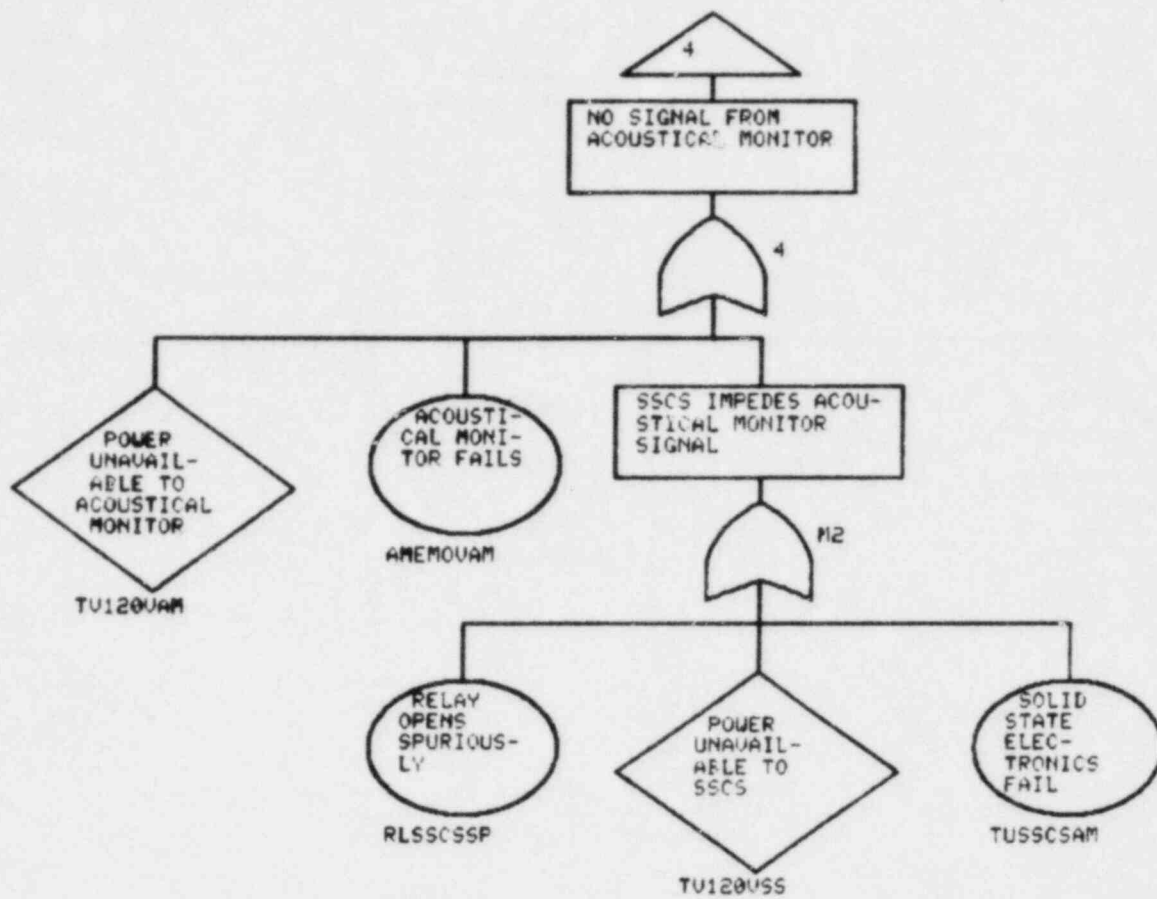 4
NO SIGNAL FROM
ACOUSTICAL MONITOR
4
POWER
UNAVAIL-
ABLE TO
ACOUSTICAL
MONITOR
TV120VAM
ACOUSTI-
CAL MONI-
TOR FAILS
AMEMOVAM
SSCS IMPEDES ACOU-
STICAL MONITOR
SIGNAL
M2
RELAY
OPENS
SPURIOUS-
LY
RLSSCSSP
POWER
UNAVAIL-
ABLE TO
SSCS
TV120VSS
SOLID
STATE
ELEC-
TRONICS
FAIL
TUSSCSAM